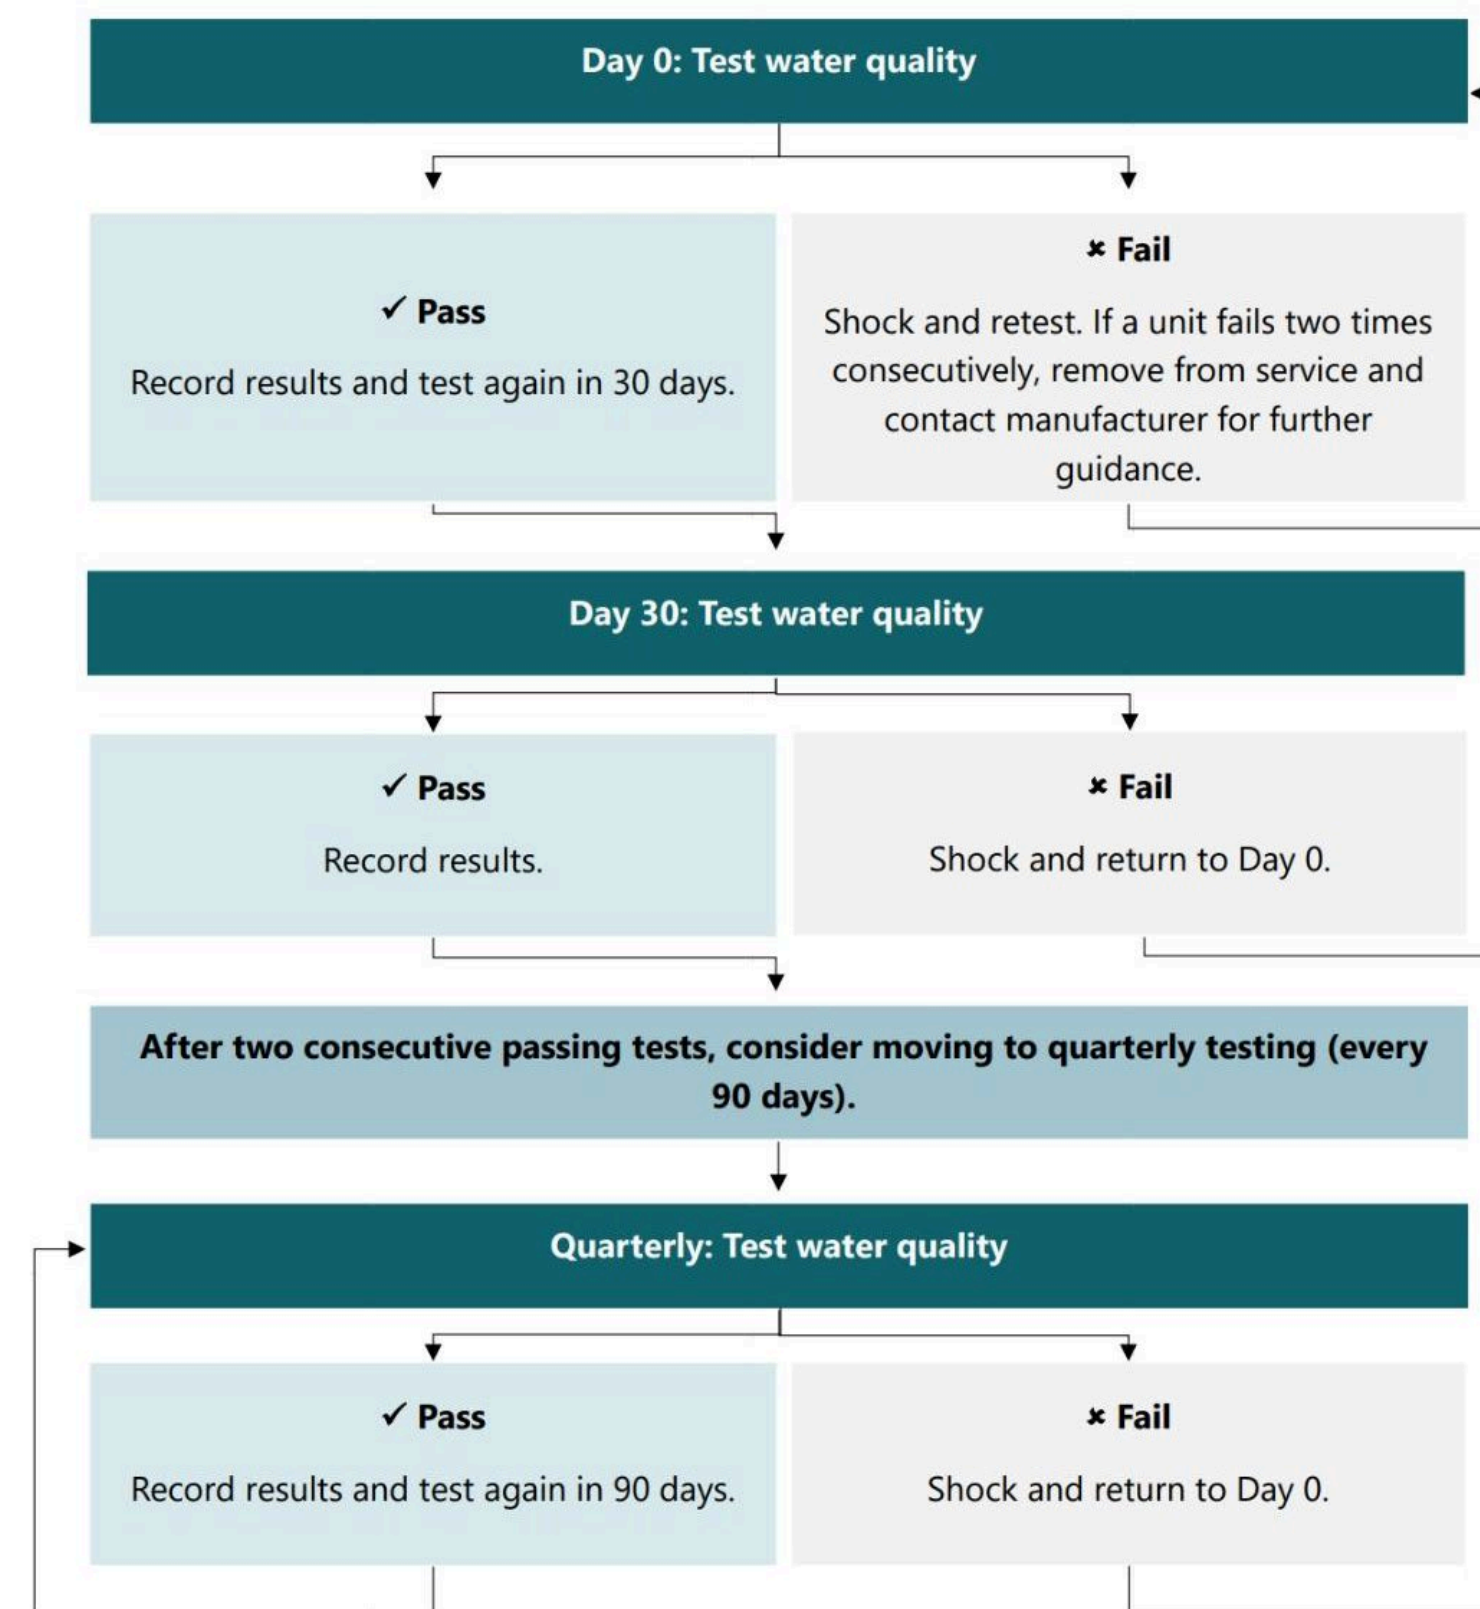 Day 0: Test water quality
✓ Pass
Record results and test again in 30 days.
✖ Fail
Shock and retest. If a unit fails two times
consecutively, remove from service and
contact manufacturer for further
guidance.
Day 30: Test water quality
✓ Pass
Record results.
✖ Fail
Shock and return to Day 0.
After two consecutive passing tests, consider moving to quarterly testing (every
90 days).
Quarterly: Test water quality
✓ Pass
Record results and test again in 90 days.
✖ Fail
Shock and return to Day 0.